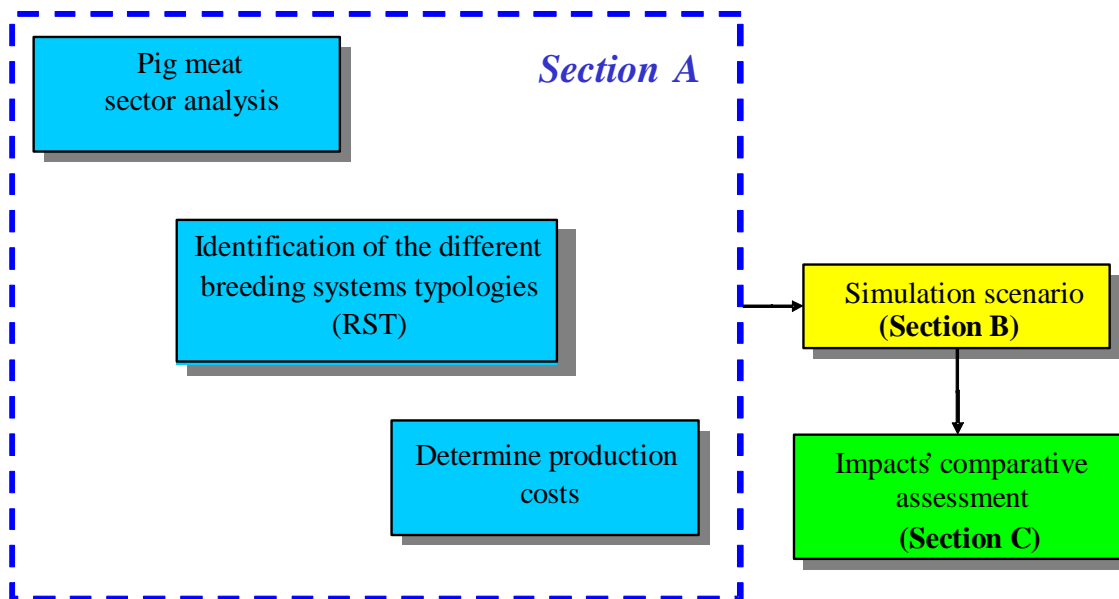 Pig meat
sector analysis
Section A
Identification of the different
breeding systems typologies
(RST)
Simulation scenario
(Section B)
Determine production
costs
Impacts' comparative
assessment
(Section C)